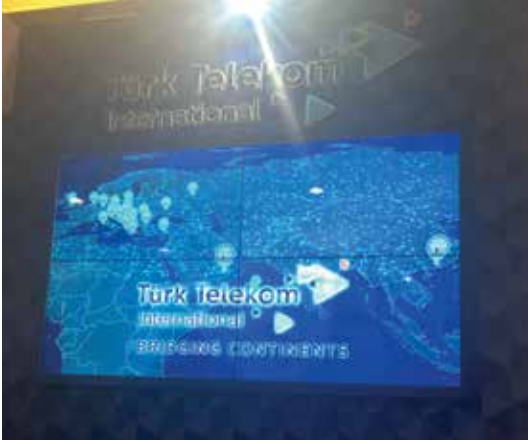 Türk Telekom
International
Türk Telekom
International
BRIDGING CONTINENTS